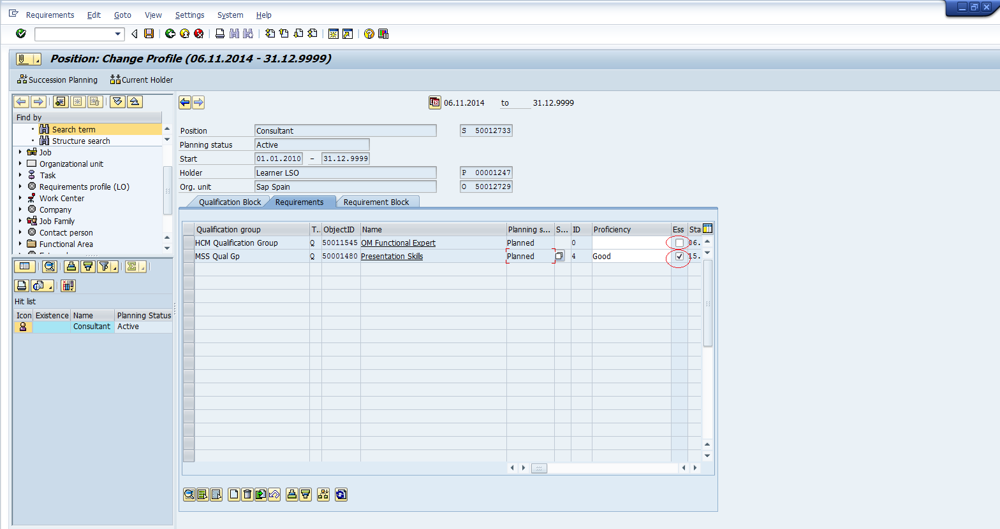 Requirements Edit Goto View Settings System Help
Position: Change Profile (06.11.2014 - 31.12.9999)
Succession Planning Current Holder
Find by
Search term
Structure search
Job
Organizational unit
Task
Requirements profile (LO)
Work Center
Company
Job Family
Contact person
Functional Area
Hit list
Icon Existence Name Planning Status
Consultant Active
06.11.2014 to 31.12.9999
Position Consultant S 50012733
Planning status Active
Start 01.01.2010 - 31.12.9999
Holder Learner LSO P 00001247
Org. unit Sap Spain O 50012729
Qualification Block Requirements Requirement Block
Qualification group T.. ObjectID Name Planning s... S... ID Proficiency Ess Sta
HCM Qualification Group Q 50011545 OM Functional Expert Planned 0 06.
MSS Qual Gp Q 50001480 Presentation Skills Planned 4 Good 15.